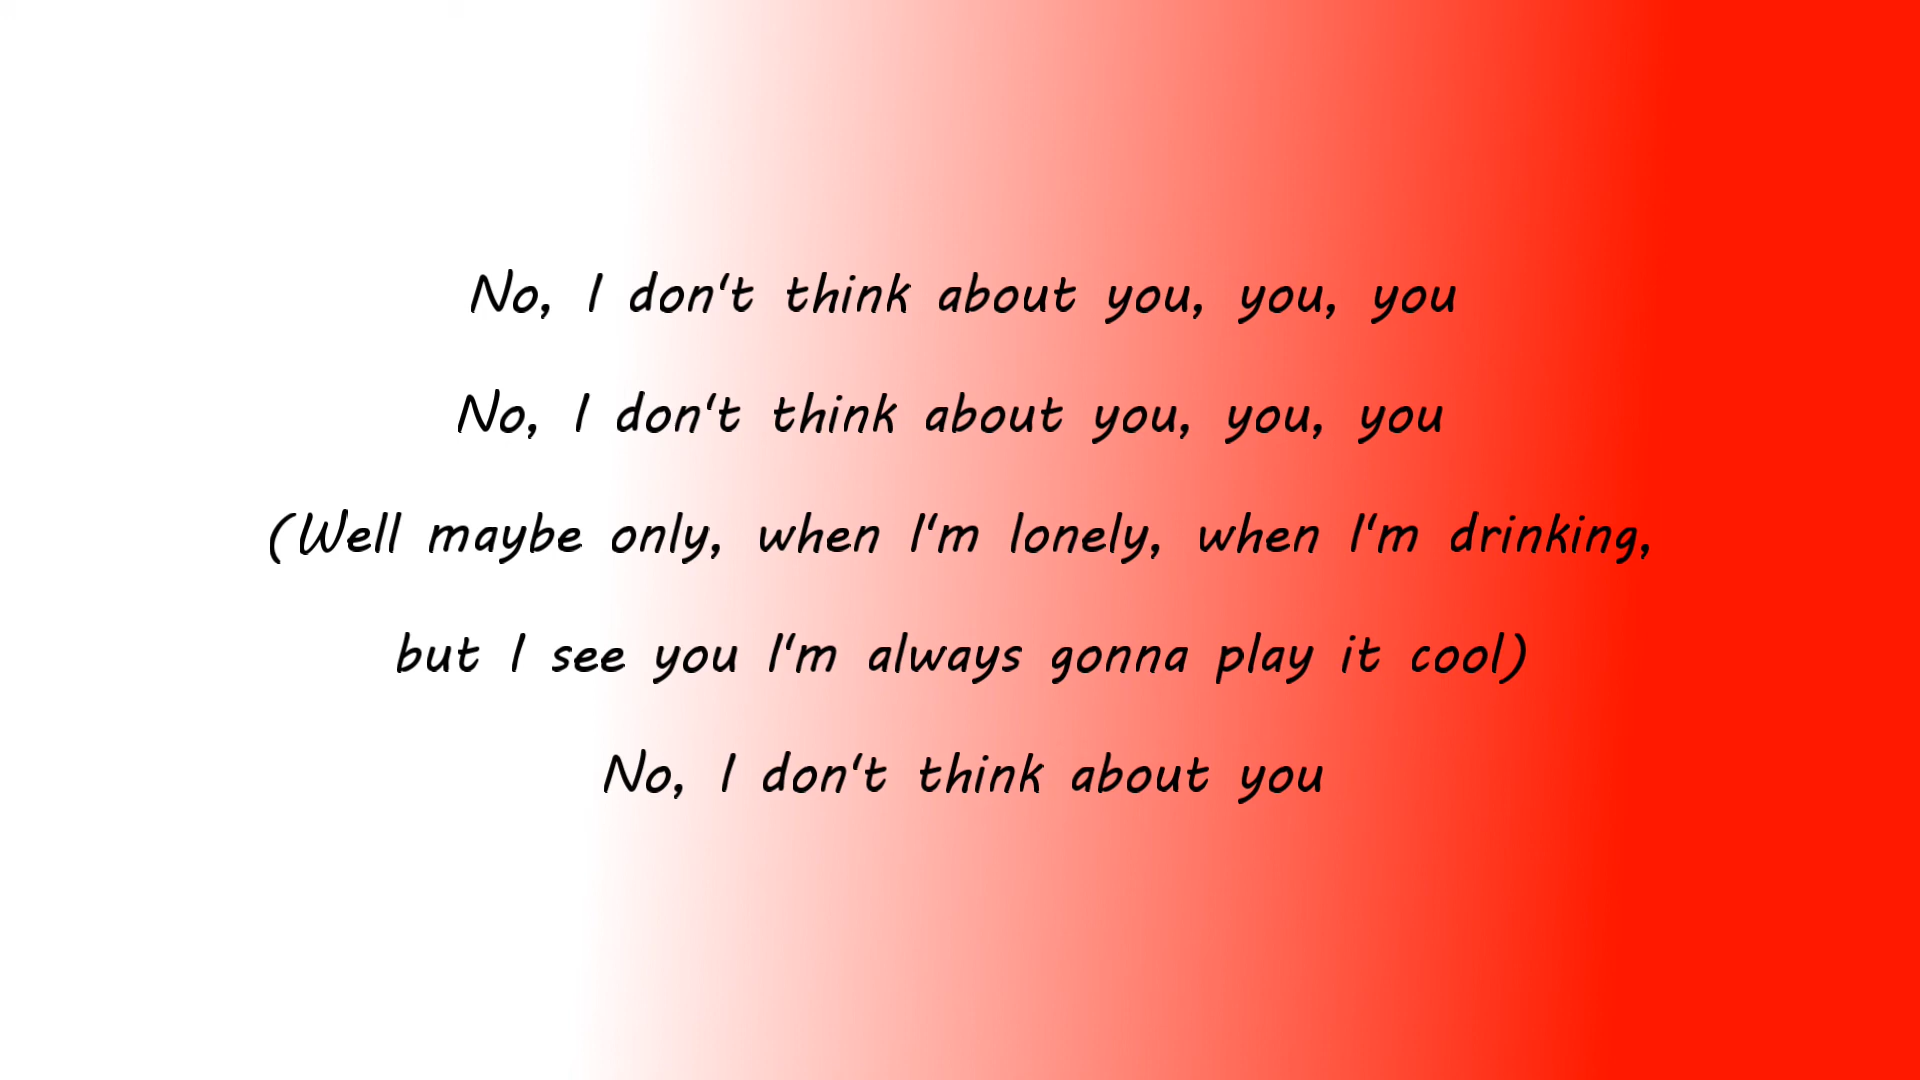 No, I don't think about you, you, you
No, I don't think about you, you, you
(Well maybe only, when I'm lonely, when I'm drinking,
but I see you I'm always gonna play it cool)
No, I don't think about you